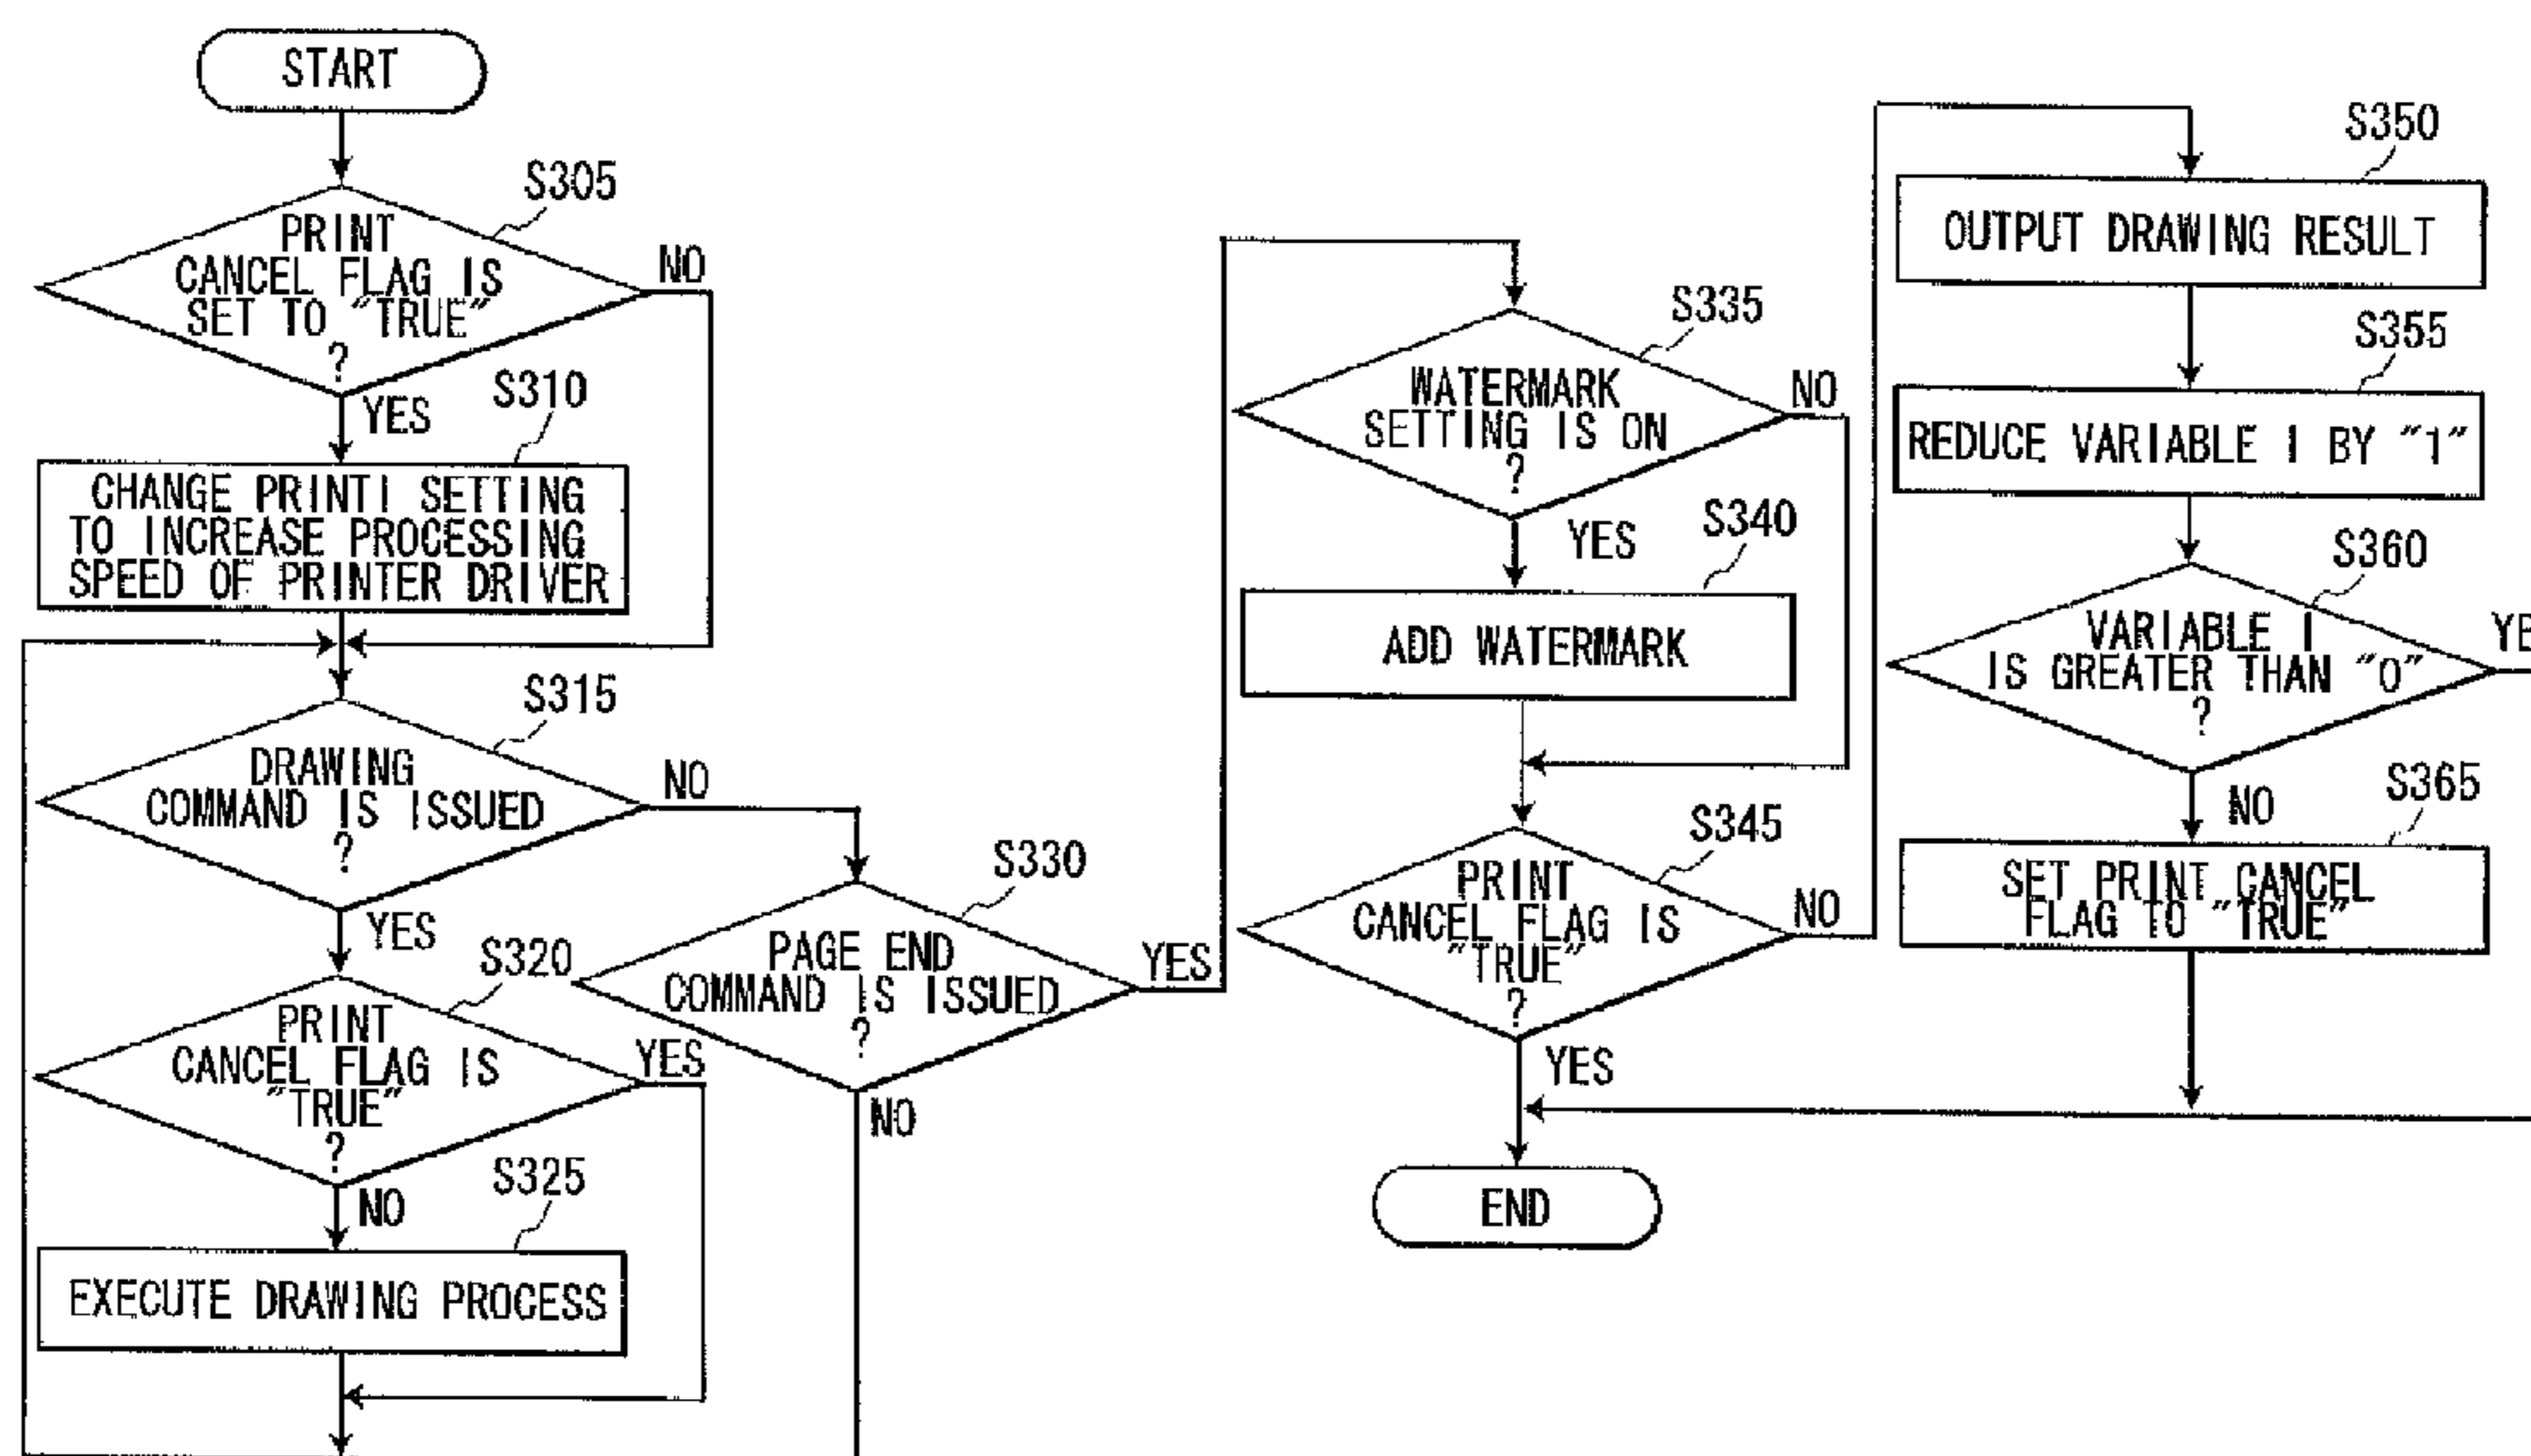 START
S305
PRINT
CANCEL FLAG IS
SET TO "TRUE"
?
NO
YES
S310
CHANGE PRINTI SETTING
TO INCREASE PROCESSING
SPEED OF PRINTER DRIVER
S315
DRAWING
COMMAND IS ISSUED
?
NO
YES
S320
PRINT
CANCEL FLAG IS
"TRUE"
?
YES
NO
S325
EXECUTE DRAWING PROCESS
S330
PAGE END
COMMAND IS ISSUED
?
YES
NO
S335
WATERMARK
SETTING IS ON
?
NO
YES
S340
ADD WATERMARK
S345
PRINT
CANCEL FLAG IS
"TRUE"
?
NO
YES
END
S350
OUTPUT DRAWING RESULT
S355
REDUCE VARIABLE I BY "1"
S360
VARIABLE I
IS GREATER THAN "0"
?
NO
S365
SET PRINT CANCEL
FLAG TO "TRUE"